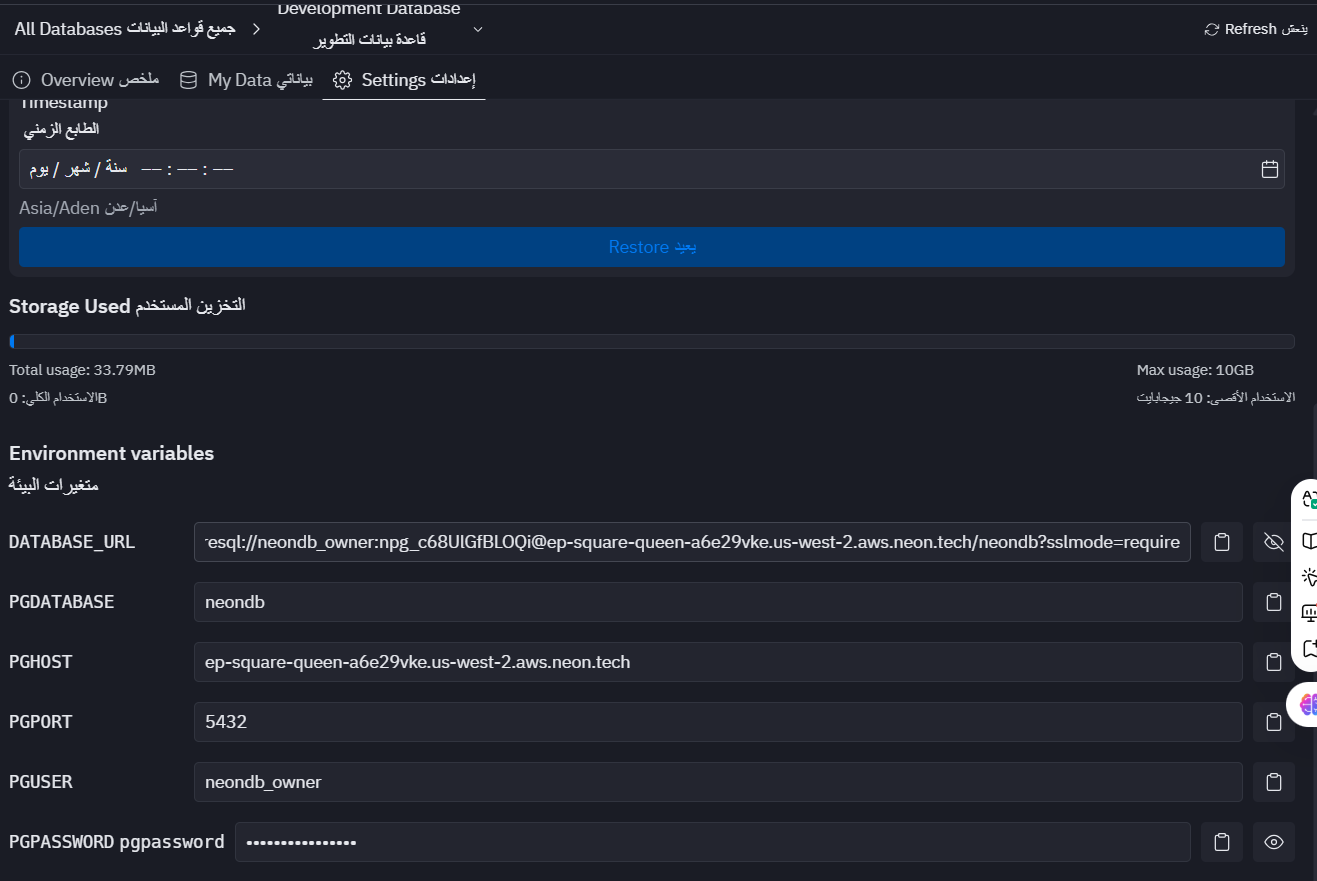 Development Database
All Databases جميع قواعد البيانات
قاعدة بيانات التطوير
Refresh ينعش
Overview ملخص
My Data بياناتي
Settings إعدادات
Timestamp
الطابع الزمني
يوم / شهر / سنة -- : -- : --
Asia/Aden آسيا/عدن
Restore يعيد
Storage Used التخزين المستخدم
Total usage: 33.79MB
Max usage: 10GB
الاستخدام الكلي: 0B
الاستخدام الأقصى: 10 جيجابايت
Environment variables
متغيرات البيئة
DATABASE_URL
resql://neondb_owner:npg_c68UlGfBLOQi@ep-square-queen-a6e29vke.us-west-2.aws.neon.tech/neondb?sslmode=require
PGDATABASE
neondb
PGHOST
ep-square-queen-a6e29vke.us-west-2.aws.neon.tech
PGPORT
5432
PGUSER
neondb_owner
PGPASSWORD pgpassword
••••••••••••••••